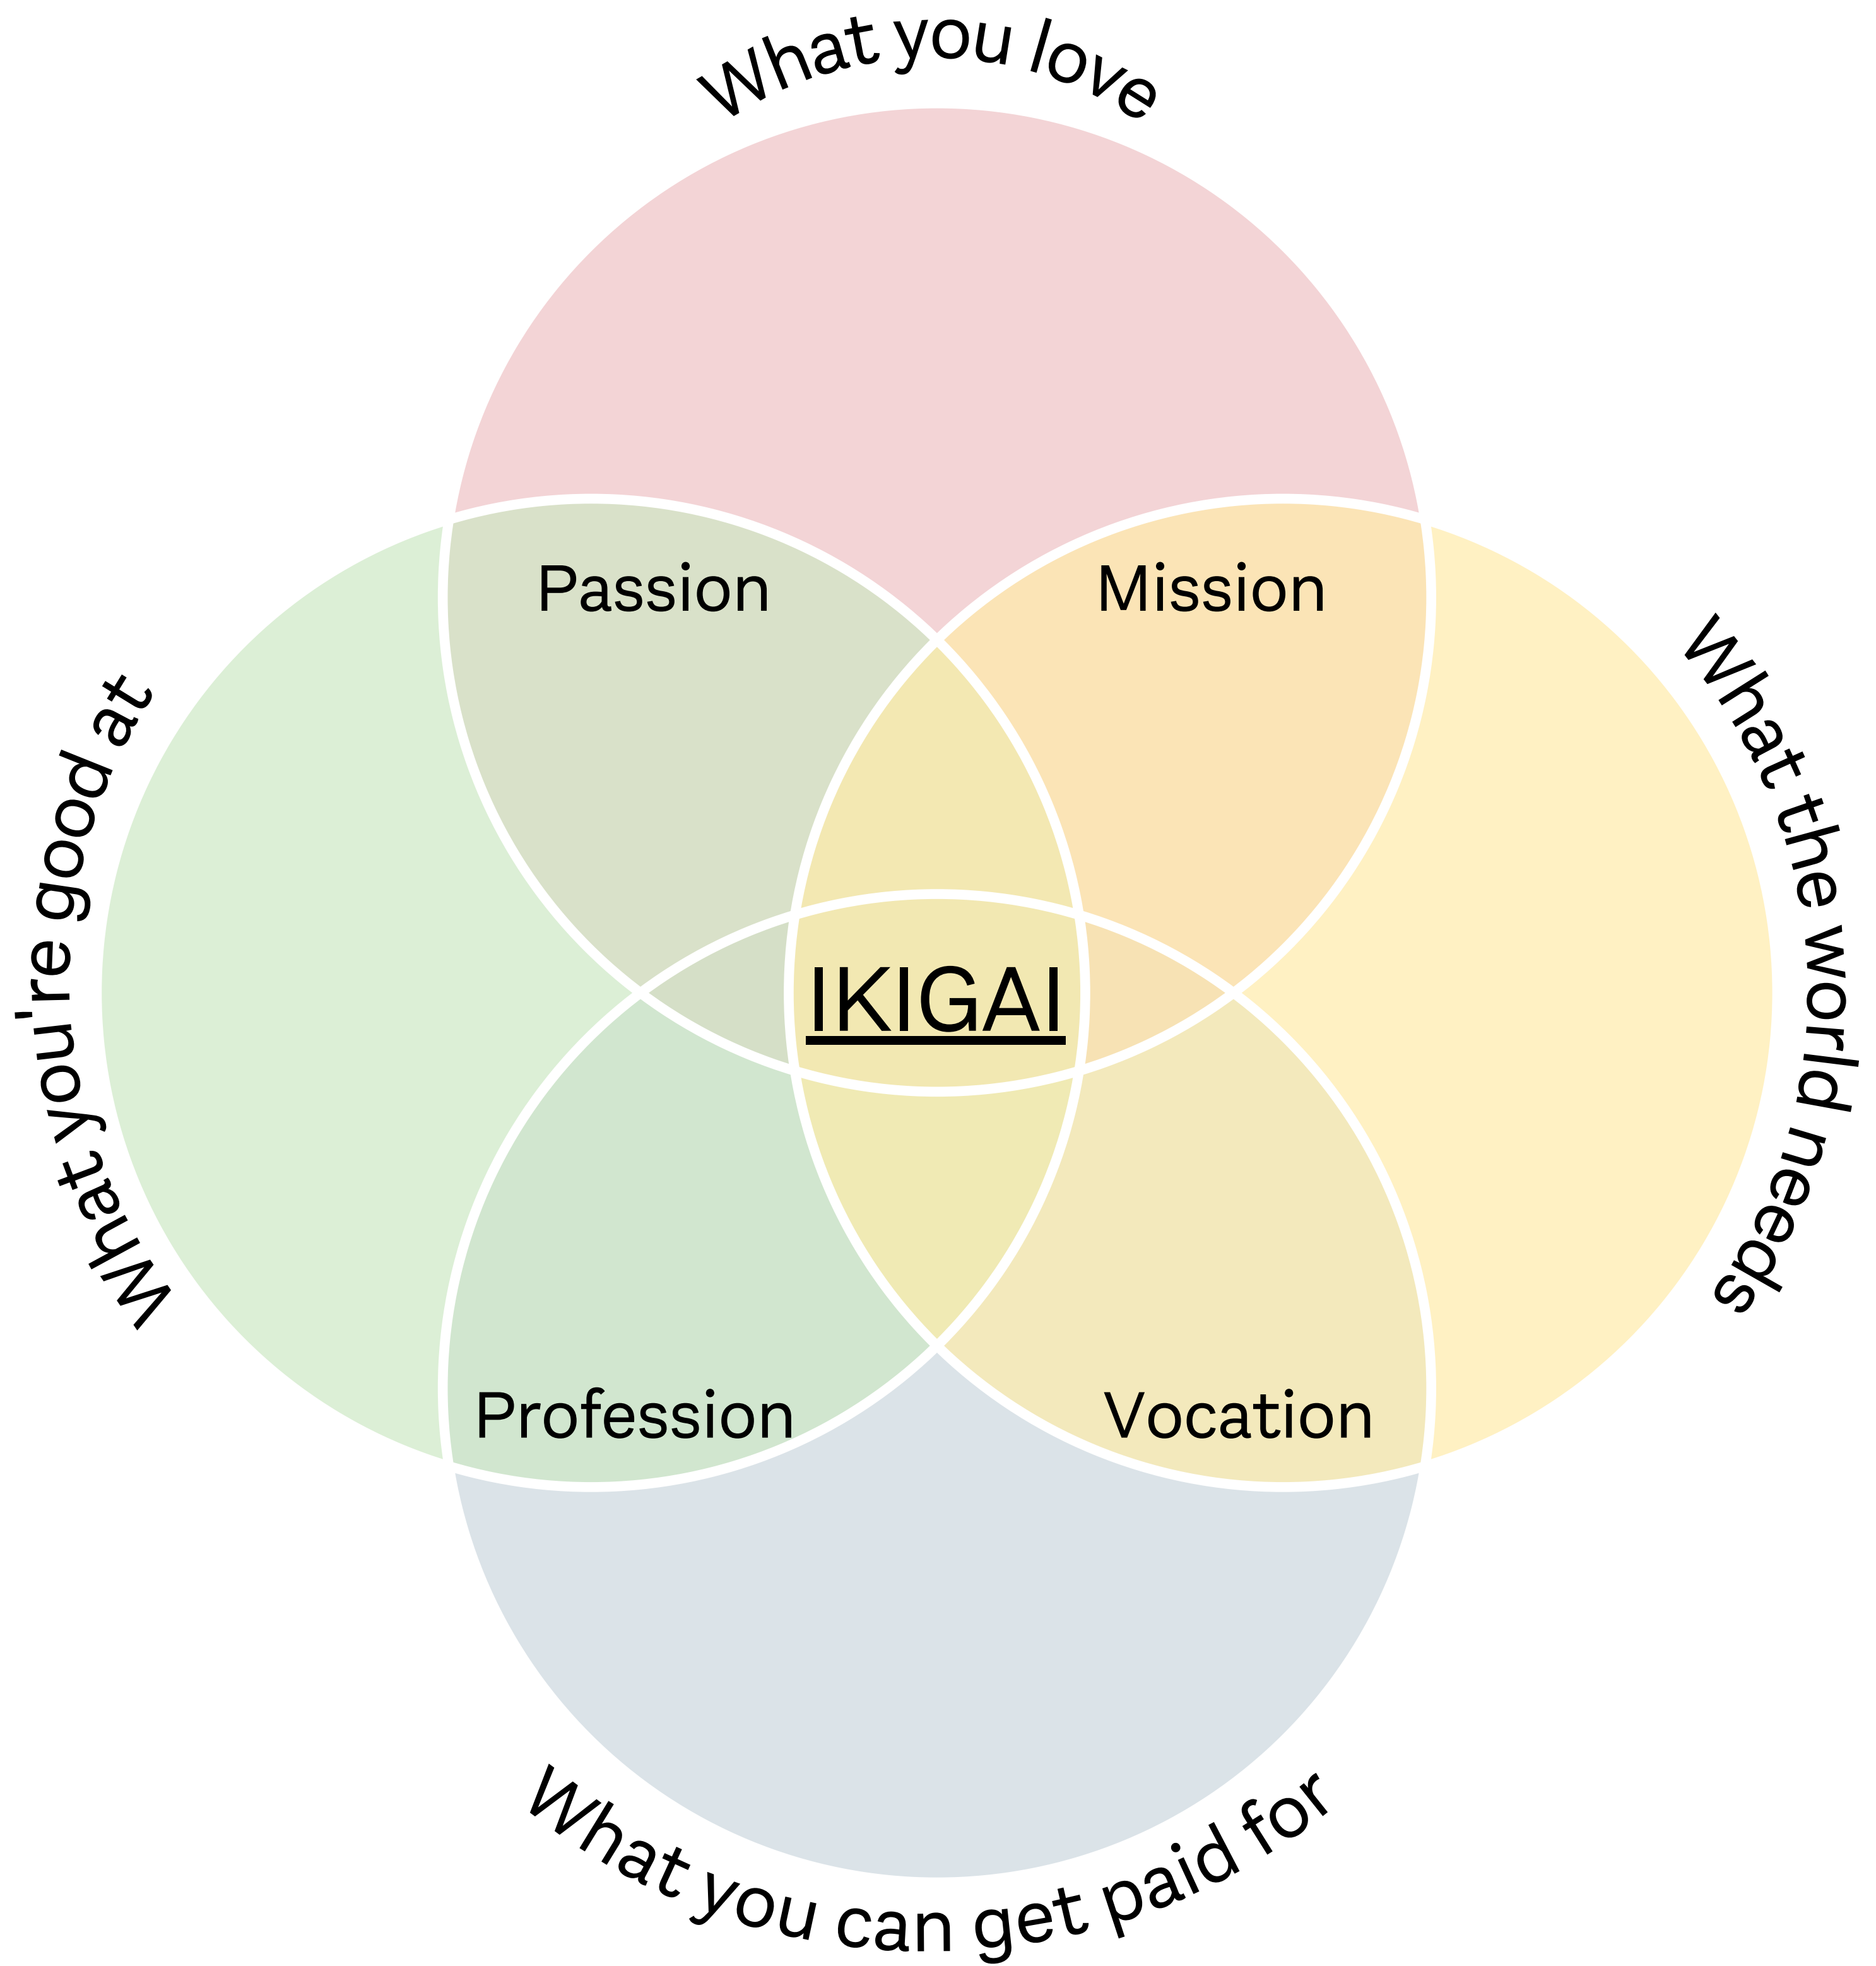 What you love
Passion
Mission
What you're good at
What the world needs
IKIGAI
Profession
Vocation
What you can get paid for